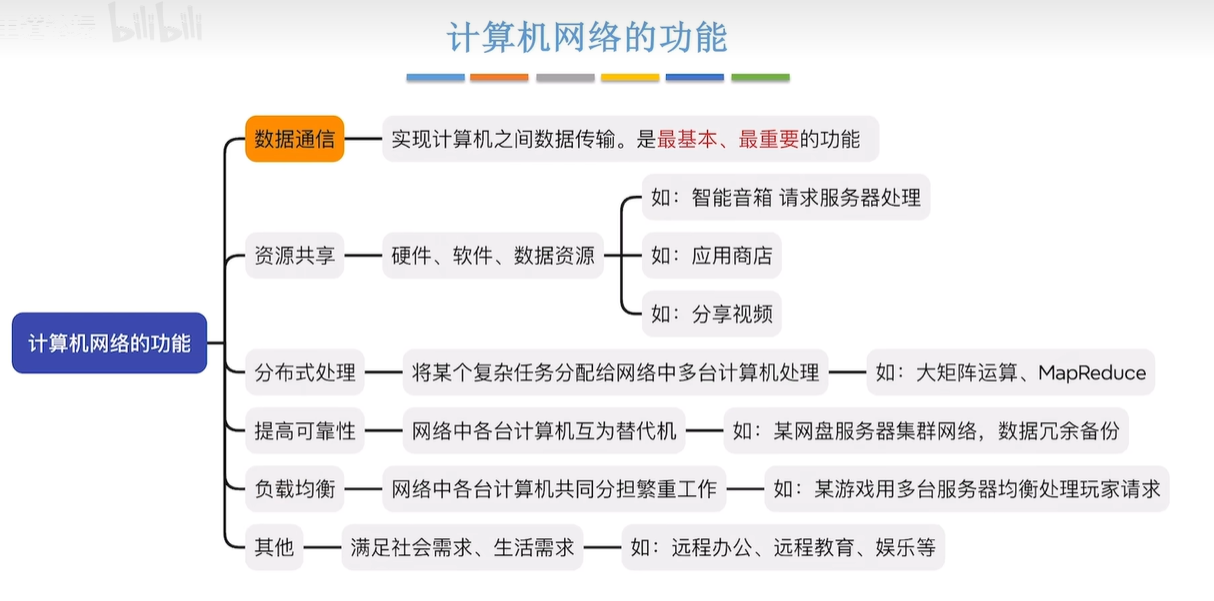 bilibili
计算机网络的功能
数据通信
实现计算机之间数据传输。是最基本、最重要的功能
资源共享
硬件、软件、数据资源
如：智能音箱 请求服务器处理
如：应用商店
如：分享视频
计算机网络的功能
分布式处理
将某个复杂任务分配给网络中多台计算机处理
如：大矩阵运算、MapReduce
提高可靠性
网络中各台计算机互为替代机
如：某网盘服务器集群网络，数据冗余备份
负载均衡
网络中各台计算机共同分担繁重工作
如：某游戏用多台服务器均衡处理玩家请求
其他
满足社会需求、生活需求
如：远程办公、远程教育、娱乐等